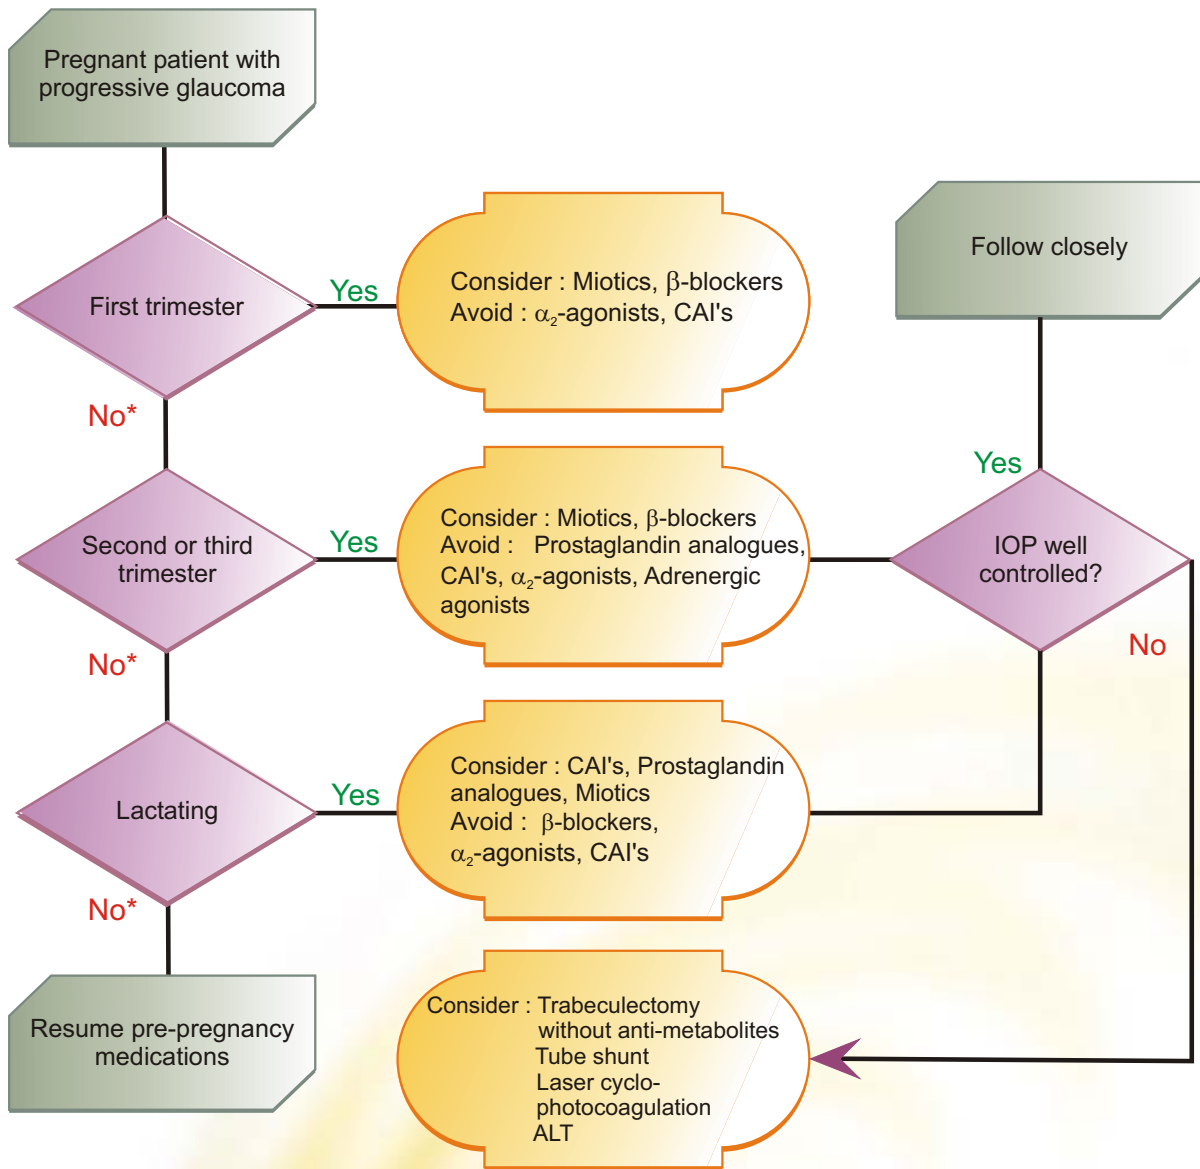 Pregnant patient with
progressive glaucoma
First trimester
Yes
Consider : Miotics, β-blockers
Avoid : α₂-agonists, CAI's
Follow closely
No*
Yes
Second or third
trimester
Yes
Consider : Miotics, β-blockers
Avoid : Prostaglandin analogues,
CAI's, α₂-agonists, Adrenergic
agonists
IOP well
controlled?
No
No*
Lactating
Yes
Consider : CAI's, Prostaglandin
analogues, Miotics
Avoid : β-blockers,
α₂-agonists, CAI's
No*
Resume pre-pregnancy
medications
Consider : Trabeculectomy
without anti-metabolites
Tube shunt
Laser cyclo-
photocoagulation
ALT